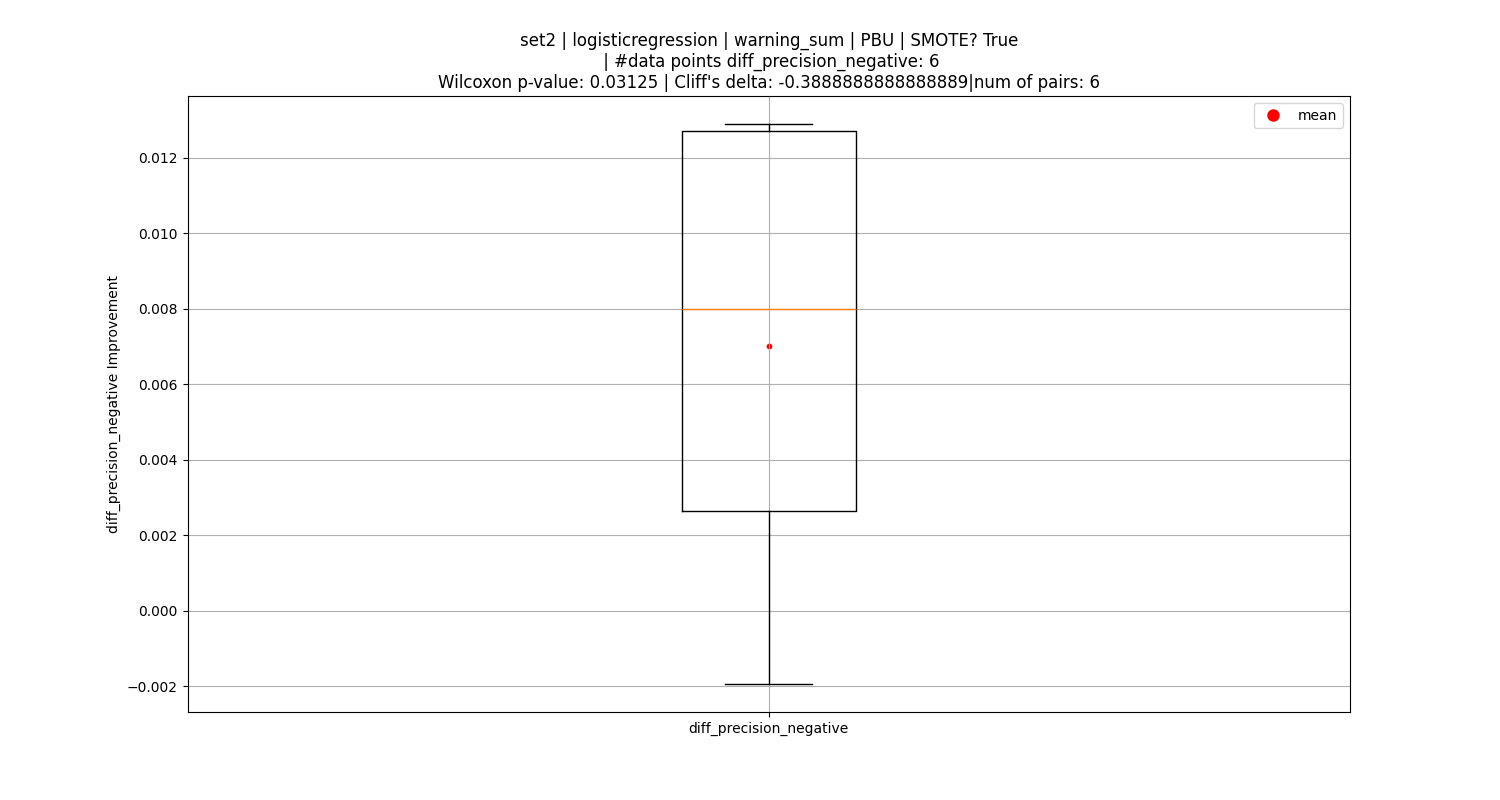 set2 | logisticregression | warning_sum | PBU | SMOTE? True
| #data points diff_precision_negative: 6
Wilcoxon p-value: 0.03125 | Cliff's delta: -0.3888888888888889|num of pairs: 6
mean
0.012
0.010
0.008
0.006
0.004
0.002
0.000
−0.002
diff_precision_negative Improvement
diff_precision_negative